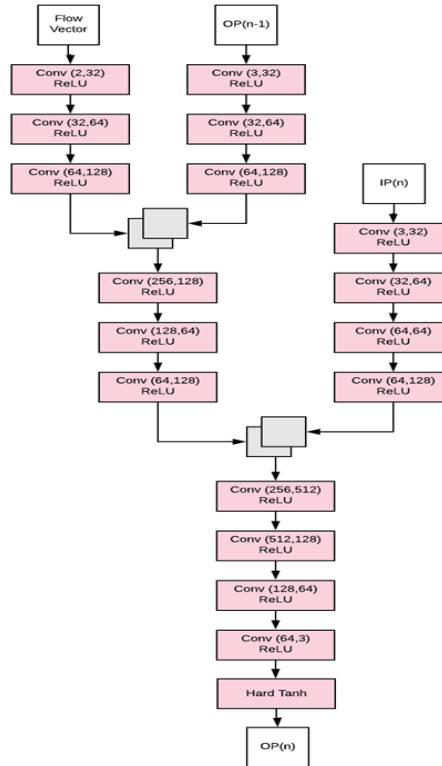 Flow
Vector
Conv (2,32)
ReLU
Conv (32,64)
ReLU
Conv (64,128)
ReLU
OP(n-1)
Conv (3,32)
ReLU
Conv (32,64)
ReLU
Conv (64,128)
ReLU
Conv (256,128)
ReLU
Conv (128,64)
ReLU
Conv (64,128)
ReLU
IP(n)
Conv (3,32)
ReLU
Conv (32,64)
ReLU
Conv (64,64)
ReLU
Conv (64,128)
ReLU
Conv (256,512)
ReLU
Conv (512,128)
ReLU
Conv (128,64)
ReLU
Conv (64,3)
ReLU
Hard Tanh
OP(n)